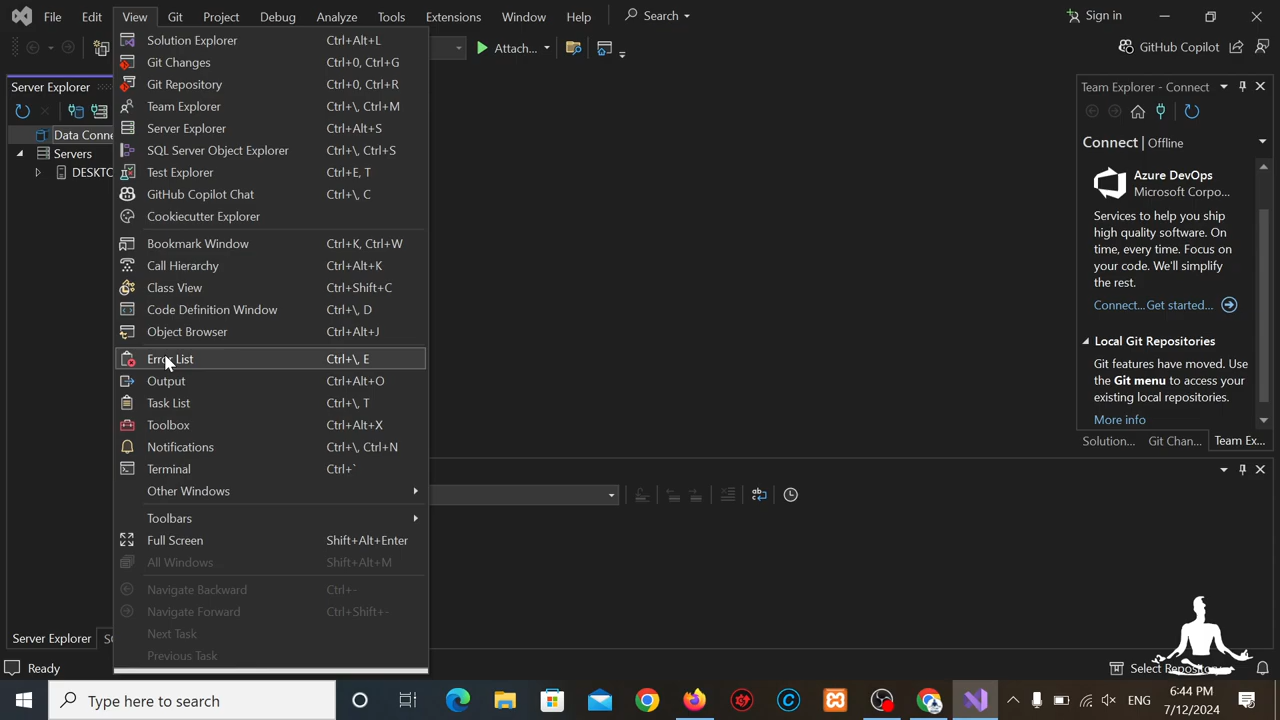 File Edit View Git Project Debug Tools Extensions Window Help Search Sign in
Attach... GitHub Copilot
Server Explorer
Data Conne
Servers
DESKTC
Solution Explorer Ctrl+Alt+L
Git Changes Ctrl+0, Ctrl+G
Git Repository Ctrl+0, Ctrl+R
Team Explorer Ctrl+\, Ctrl+M
Server Explorer Ctrl+Alt+S
SQL Server Object Explorer Ctrl+\, Ctrl+S
Test Explorer Ctrl+E, T
GitHub Copilot Chat Ctrl+\, C
Cookiecutter Explorer
Bookmark Window Ctrl+K, Ctrl+W
Call Hierarchy Ctrl+Alt+K
Class View Ctrl+Shift+C
Code Definition Window Ctrl+\, D
Object Browser Ctrl+Alt+J
Error List Ctrl+\, E
Output Ctrl+Alt+O
Task List Ctrl+\, T
Toolbox Ctrl+Alt+X
Notifications Ctrl+\, Ctrl+N
Terminal Ctrl+`
Other Windows
Toolbars
Full Screen Shift+Alt+Enter
All Windows Shift+Alt+M
Navigate Backward Ctrl+-
Navigate Forward Ctrl+Shift+-
Next Task
Previous Task
Team Explorer - Connect
Connect | Offline
Azure DevOps
Microsoft Corpo...
Services to help you ship
high quality software. On
time, every time. Focus on
your code. We'll simplify
the rest.
Connect... Get started...
Local Git Repositories
Git features have moved. Use
the Git menu to access your
existing local repositories.
More info
Solution... Git Chan... Team Ex...
Server Explorer
Ready
Select Repository
Type here to search
ENG
6:44 PM
7/12/2024